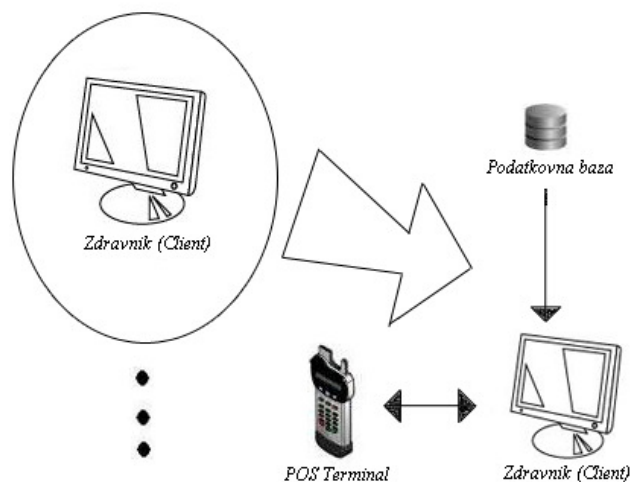 Zdravnik (Client)
Podatkovna baza
POS Terminal
Zdravnik (Client)